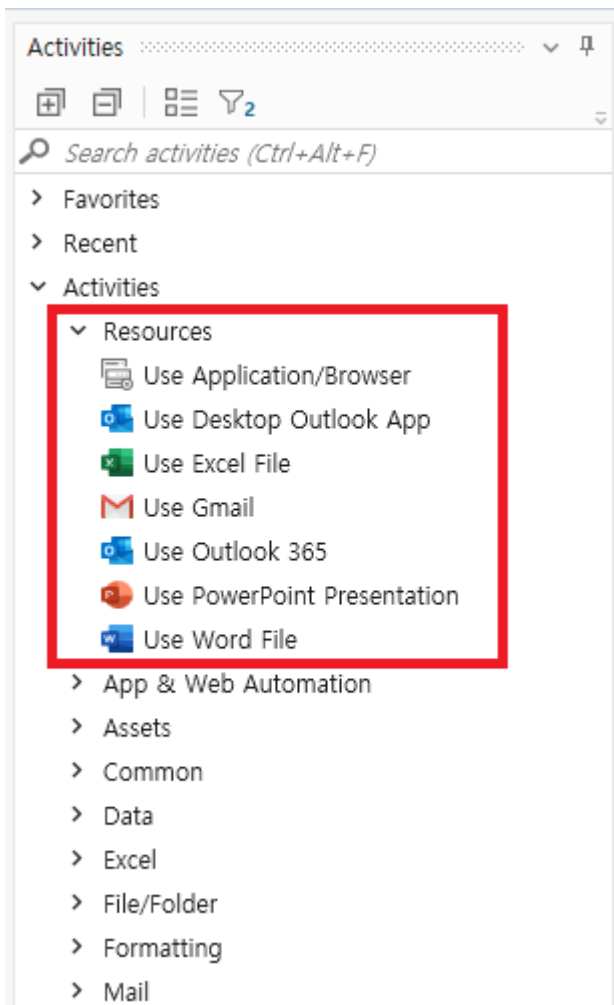 Activities
2
Search activities (Ctrl+Alt+F)
Favorites
Recent
Activities
Resources
Use Application/Browser
Use Desktop Outlook App
Use Excel File
Use Gmail
Use Outlook 365
Use PowerPoint Presentation
Use Word File
App & Web Automation
Assets
Common
Data
Excel
File/Folder
Formatting
Mail